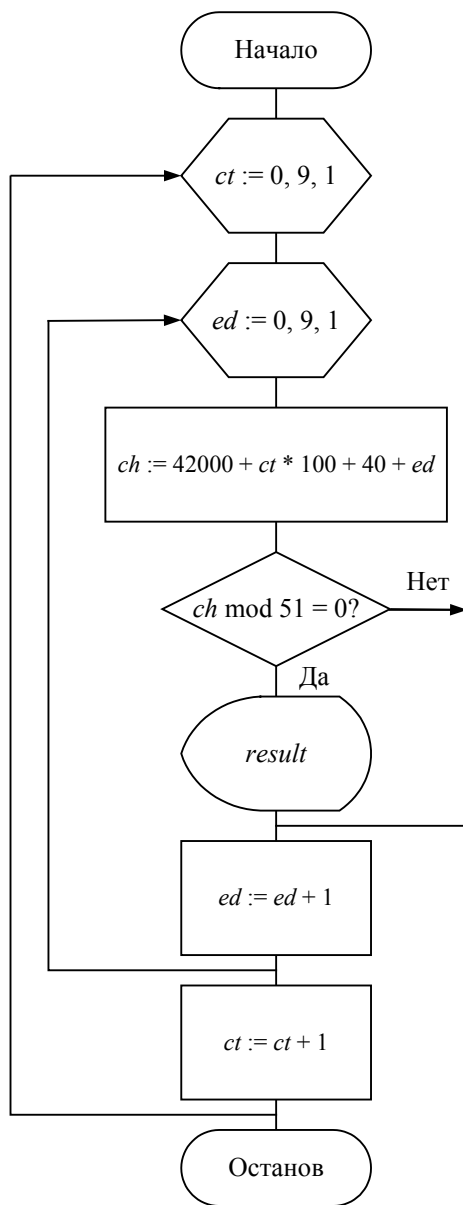 Начало
ct := 0, 9, 1
ed := 0, 9, 1
ch := 42000 + ct * 100 + 40 + ed
ch mod 51 = 0?
Нет
Да
result
ed := ed + 1
ct := ct + 1
Останов